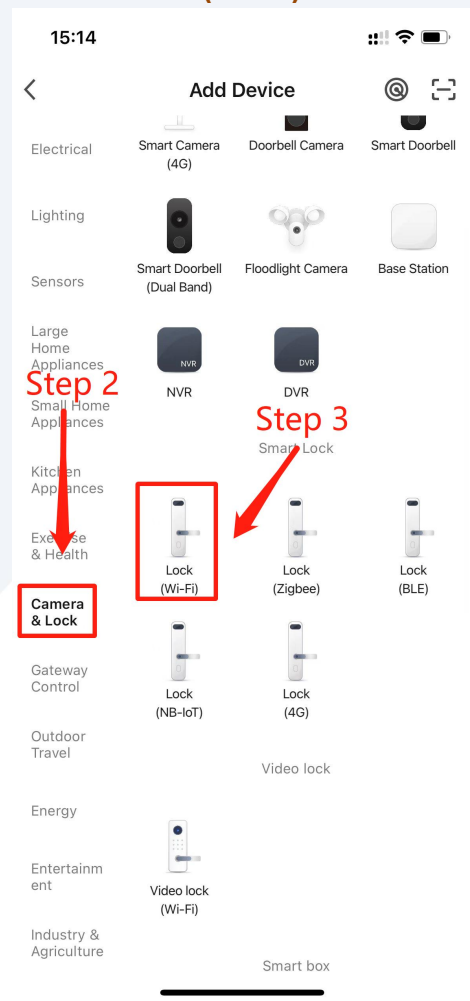 15:14
Add Device
Electrical
Smart Camera
(4G)
Doorbell Camera
Smart Doorbell
Lighting
Smart Doorbell
(Dual Band)
Floodlight Camera
Base Station
Sensors
Large
Home
Appliances
NVR
DVR
NVR
DVR
Step 2
Small Home
Appliances
Step 3
Smart Lock
Kitchen
Appliances
Exercise
& Health
Lock
(Wi-Fi)
Lock
(Zigbee)
Lock
(BLE)
Camera
& Lock
Gateway
Control
Lock
(NB-IoT)
Lock
(4G)
Outdoor
Travel
Video lock
Energy
Entertainm
ent
Video lock
(Wi-Fi)
Industry &
Agriculture
Smart box